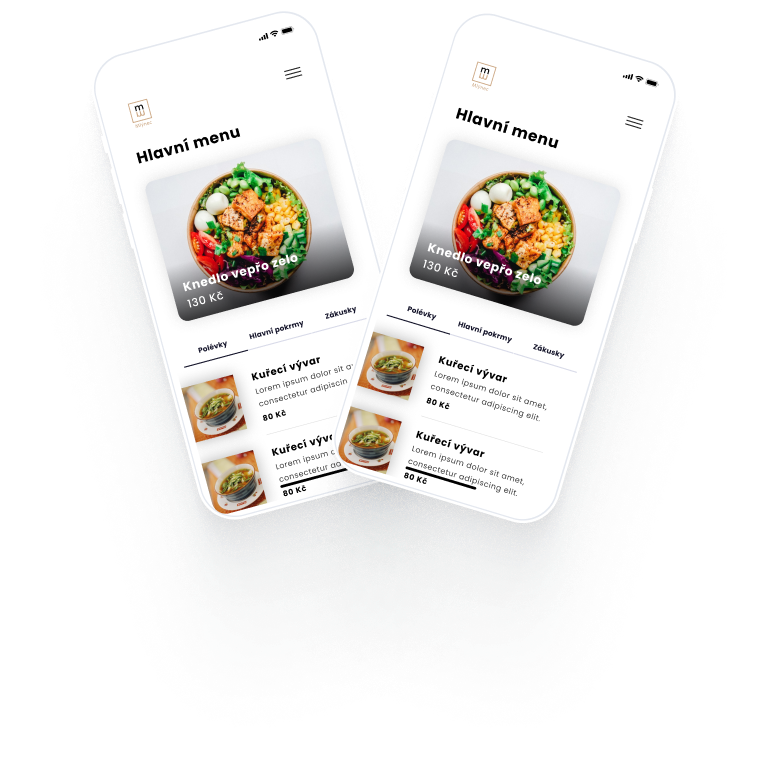 Mlýnec
Hlavní menu
Knedlo vepřo zelo
130 Kč
Polévky
Hlavní pokrmy
Zákusky
Kuřecí vývar
Lorem ipsum dolor sit a
consectetur adipiscin
80 Kč
Kuřecí výva
Lorem ipsum
consectetur ad
80 Kč
Mlýnec
Hlavní menu
Knedlo vepřo zelo
130 Kč
Polévky
Hlavní pokrmy
Zákusky
Kuřecí vývar
Lorem ipsum dolor sit amet,
consectetur adipiscing elit.
80 Kč
Kuřecí vývar
Lorem ipsum dolor sit amet,
consectetur adipiscing elit.
80 Kč